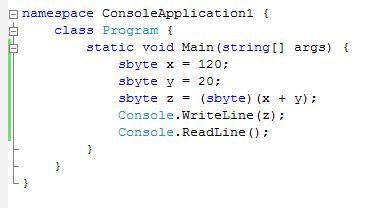 namespace ConsoleApplication1 {
class Program {
static void Main(string[] args) {
sbyte x = 120;
sbyte y = 20;
sbyte z = (sbyte)(x + y);
Console.WriteLine(z);
Console.ReadLine();
}
}
}